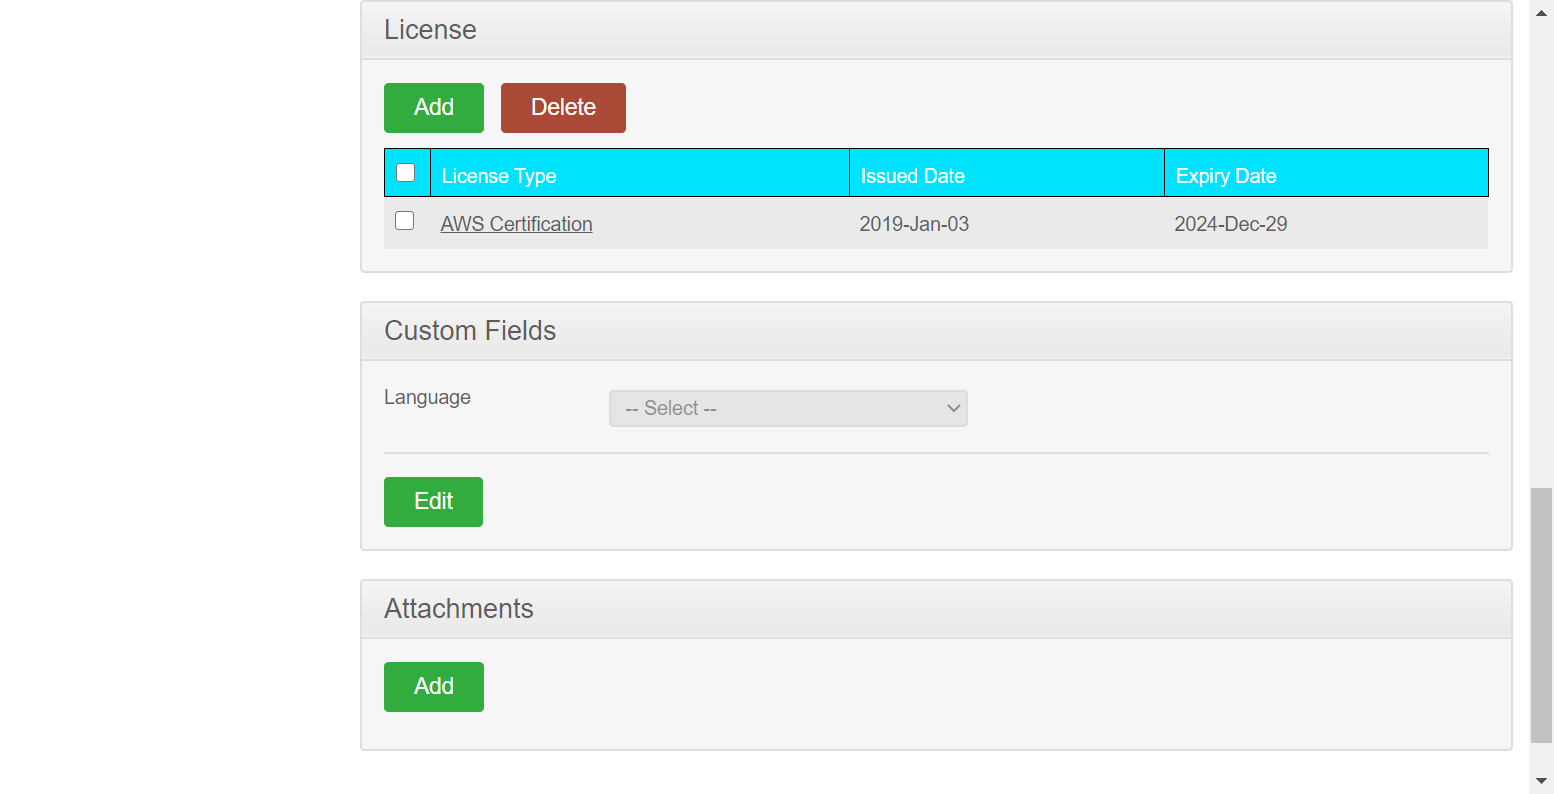 License
Add Delete
License Type Issued Date Expiry Date
AWS Certification 2019-Jan-03 2024-Dec-29
Custom Fields
Language -- Select --
Edit
Attachments
Add